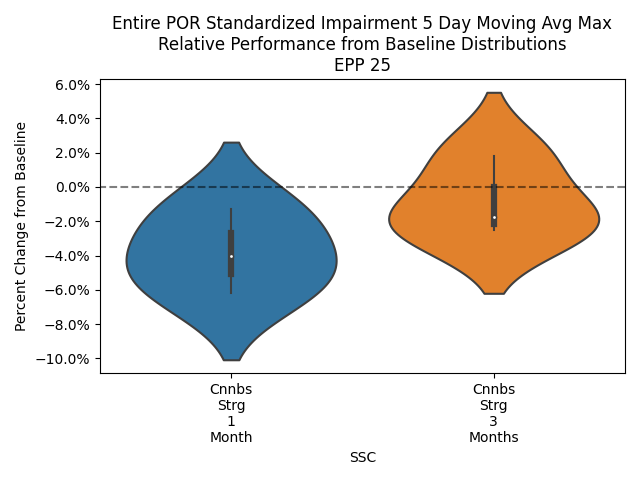 Entire POR Standardized Impairment 5 Day Moving Avg Max
Relative Performance from Baseline Distributions
EPP 25
Percent Change from Baseline
6.0%
4.0%
2.0%
0.0%
−2.0%
−4.0%
−6.0%
−8.0%
−10.0%
Cnnbs
Strg
1
Month
Cnnbs
Strg
3
Months
SSC